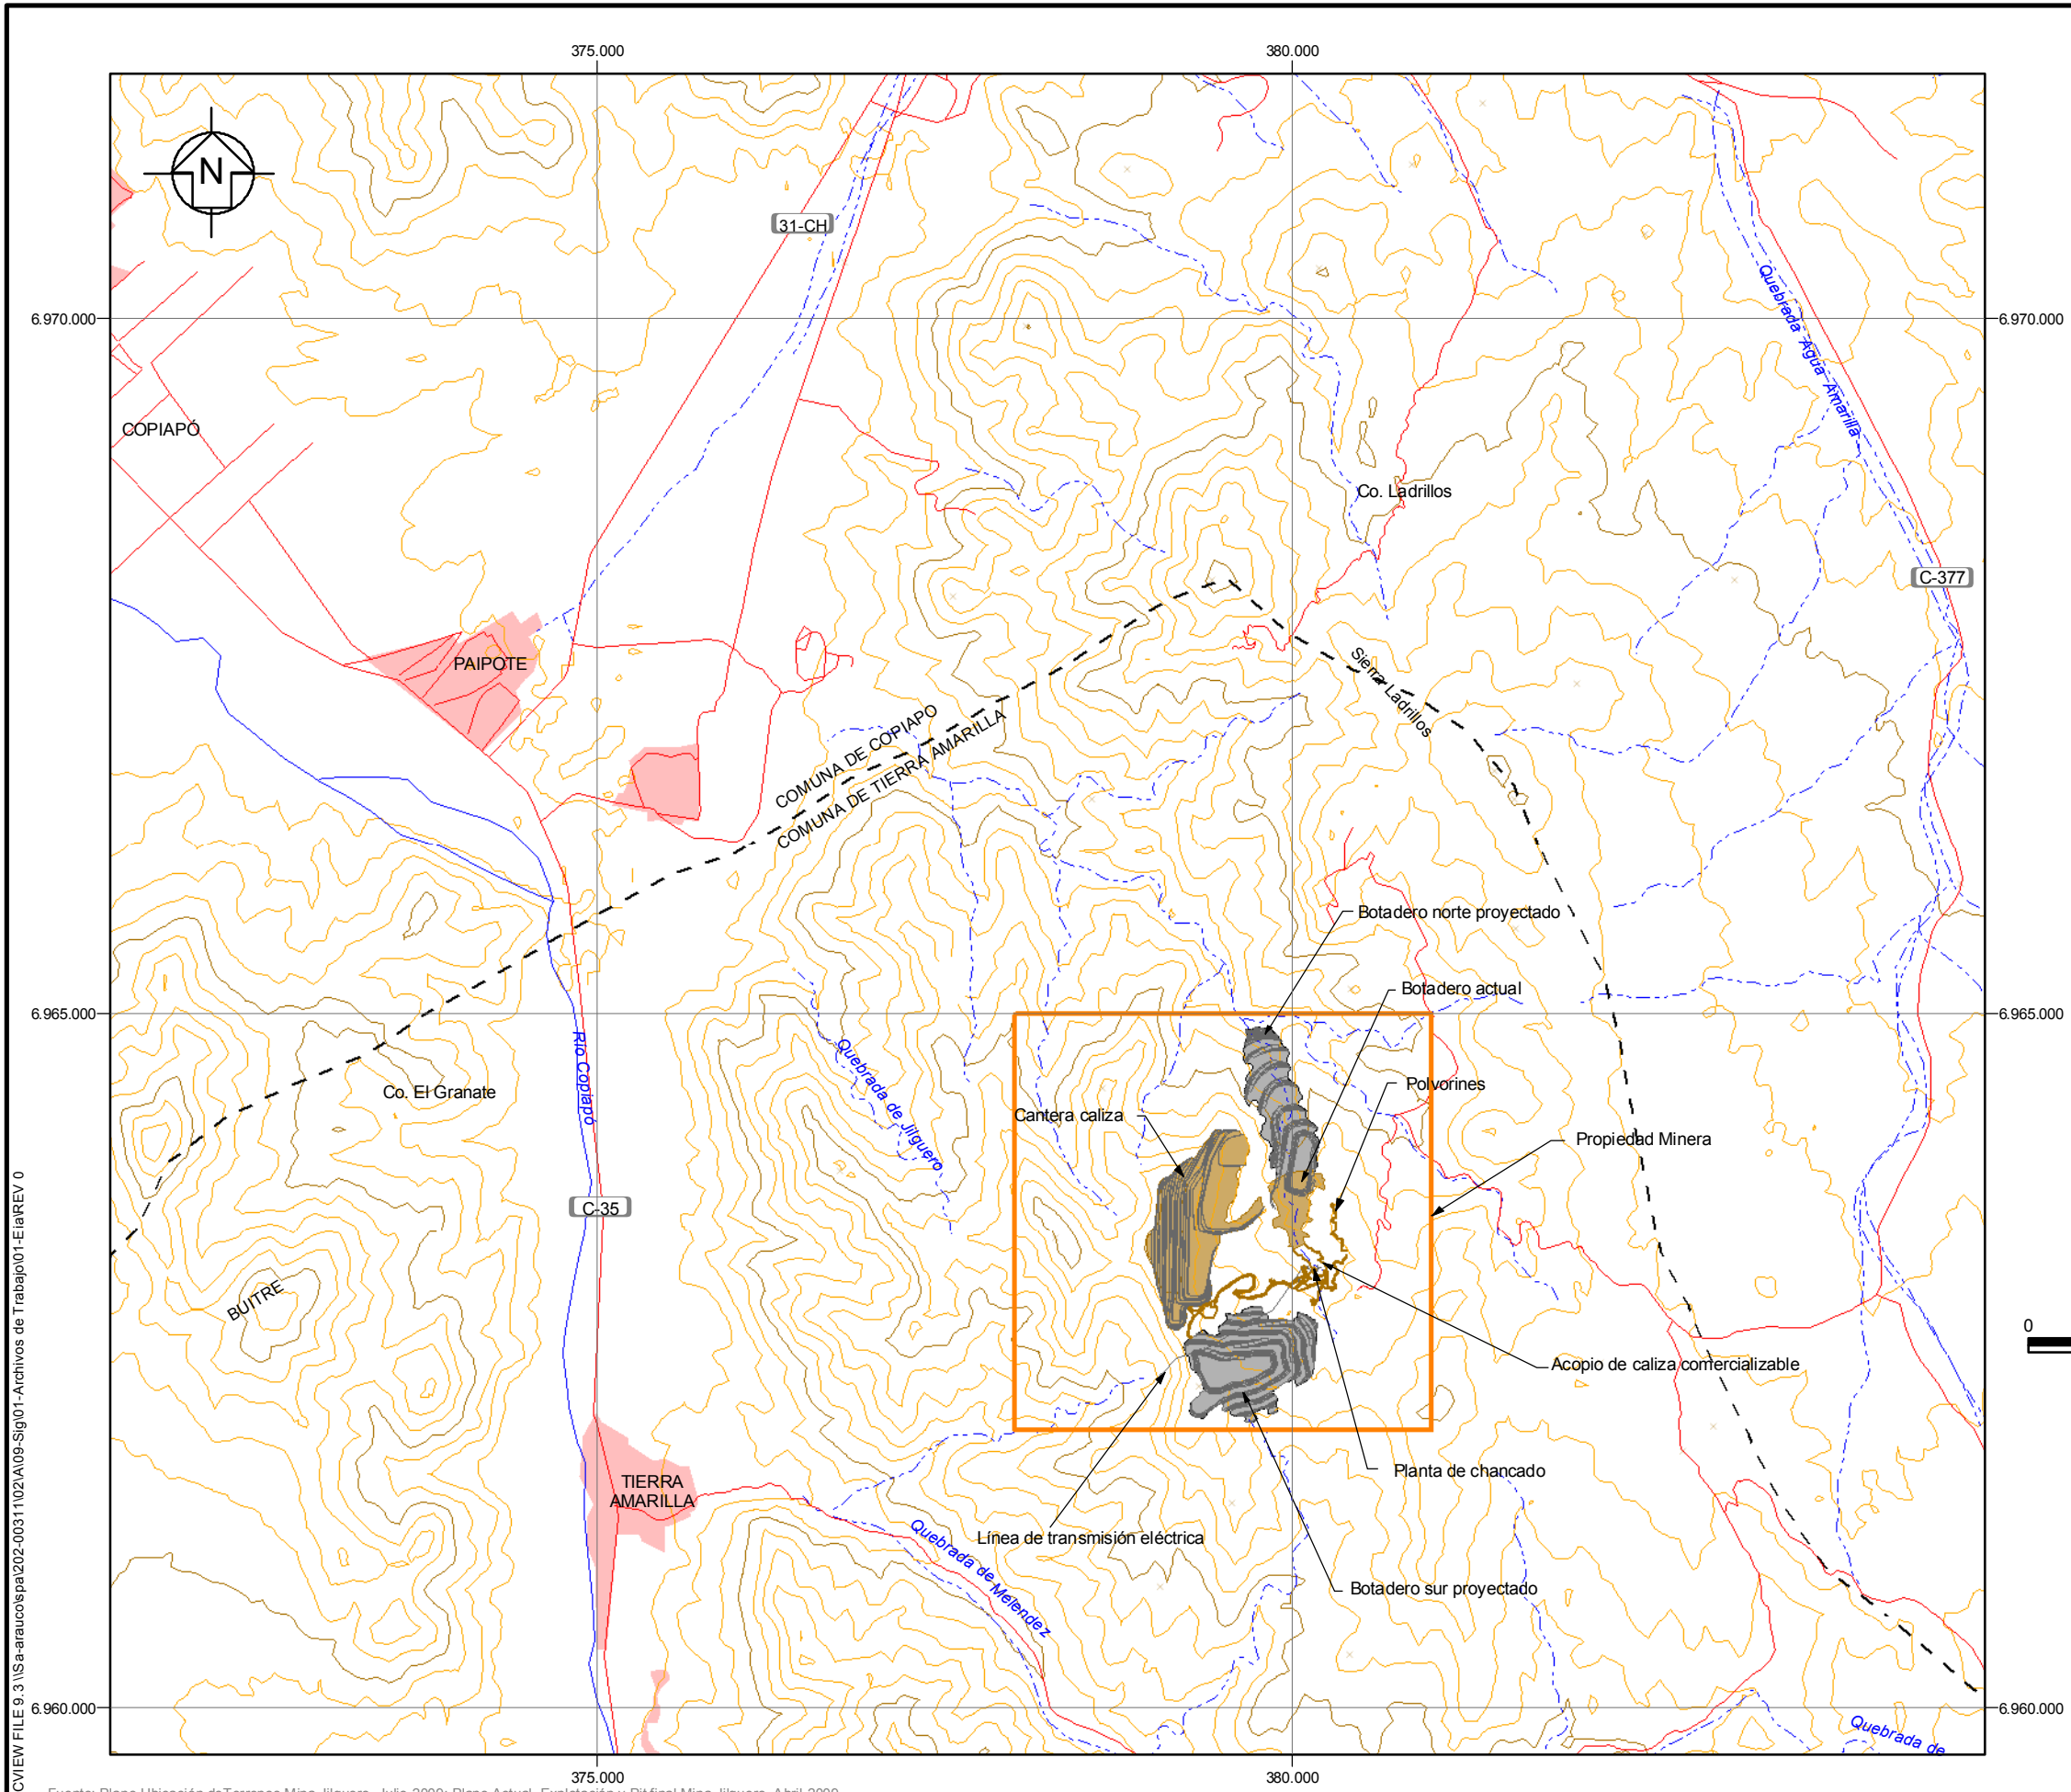 375.000
380.000
N
31-CH
6.970.000
6.970.000
Quebrada Agua Amarilla
COPIAPÓ
Co. Ladrillos
C-377
PAIPOTE
Sierra Ladrillos
COMUNA DE COPIAPO
COMUNA DE TIERRA AMARILLA
Botadero norte proyectado
Botadero actual
6.965.000
6.965.000
Río Copiapó
Quebrada de Jilguero
Co. El Granate
Polvorines
Cantera caliza
Propiedad Minera
C-35
BUITRE
0
Acopio de caliza comercializable
Planta de chancado
TIERRA
AMARILLA
Línea de transmisión eléctrica
Quebrada de Melendez
Botadero sur proyectado
6.960.000
6.960.000
Quebrada de
375.000
380.000
CVIEW FILE 9.3 \\Sa-arauco\spa\202-00311\02\A\09-Sig\01-Archivos de Trabajo\01-Eia\REV 0